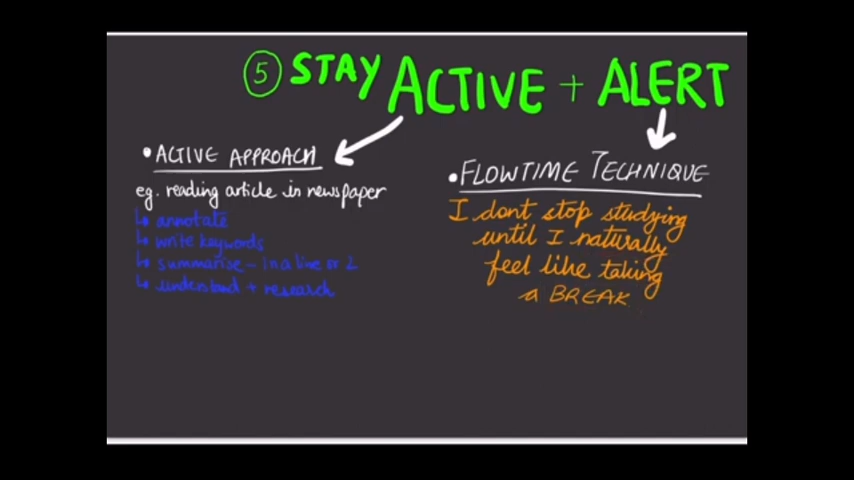 5 STAY ACTIVE + ALERT
• ACTIVE APPROACH
eg. reading article in newspaper
↳ annotate
↳ write keywords
↳ summarise - in a line or 2
↳ understand + research
• FLOWTIME TECHNIQUE
I dont stop studying
until I naturally
feel like taking
a BREAK